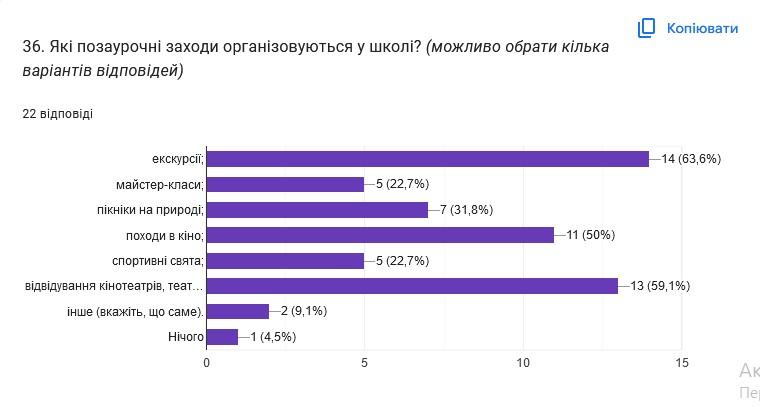 Копіювати
36. Які позаурочні заходи організовуються у школі? (можливо обрати кілька
варіантів відповідей)
22 відповіді
екскурсії; 14 (63,6%)
майстер-класи; 5 (22,7%)
пікніки на природі; 7 (31,8%)
походи в кіно; 11 (50%)
спортивні свята; 5 (22,7%)
відвідування кінотеатрів, теат… 13 (59,1%)
інше (вкажіть, що саме). 2 (9,1%)
Нічого 1 (4,5%)
0 5 10 15